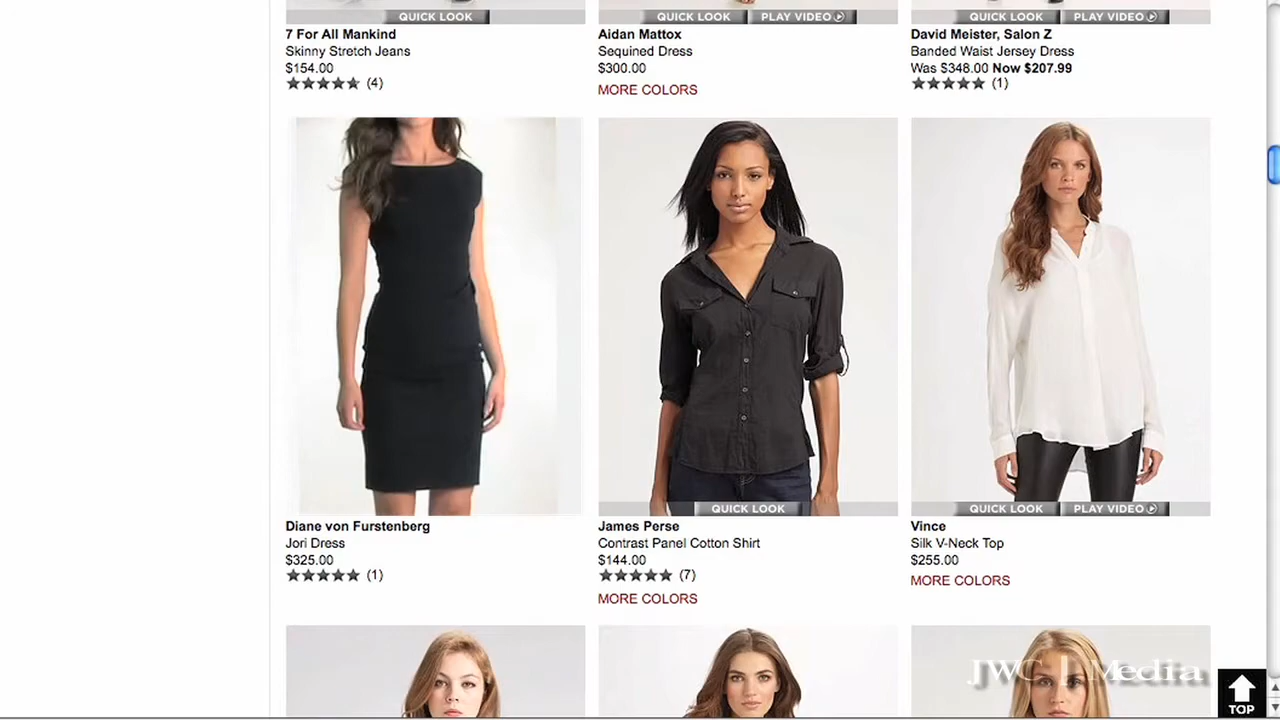 QUICK LOOK
QUICK LOOK PLAY VIDEO
QUICK LOOK PLAY VIDEO
7 For All Mankind
Skinny Stretch Jeans
$154.00
(4)
Aidan Mattox
Sequined Dress
$300.00
MORE COLORS
David Meister, Salon Z
Banded Waist Jersey Dress
Was $348.00 Now $207.99
(1)
QUICK LOOK
QUICK LOOK PLAY VIDEO
Diane von Furstenberg
Jori Dress
$325.00
(1)
James Perse
Contrast Panel Cotton Shirt
$144.00
(7)
MORE COLORS
Vince
Silk V-Neck Top
$255.00
MORE COLORS
JWC | Media
TOP